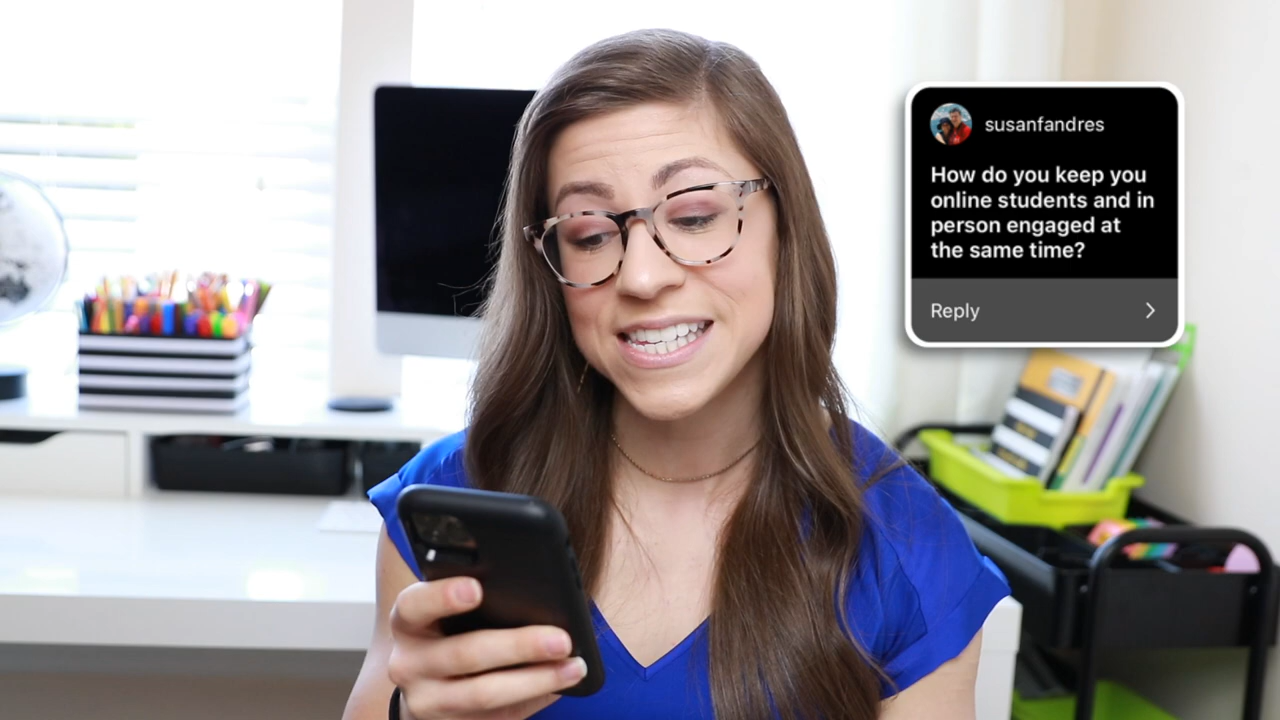 susanfandres
How do you keep you
online students and in
person engaged at
the same time?
Reply